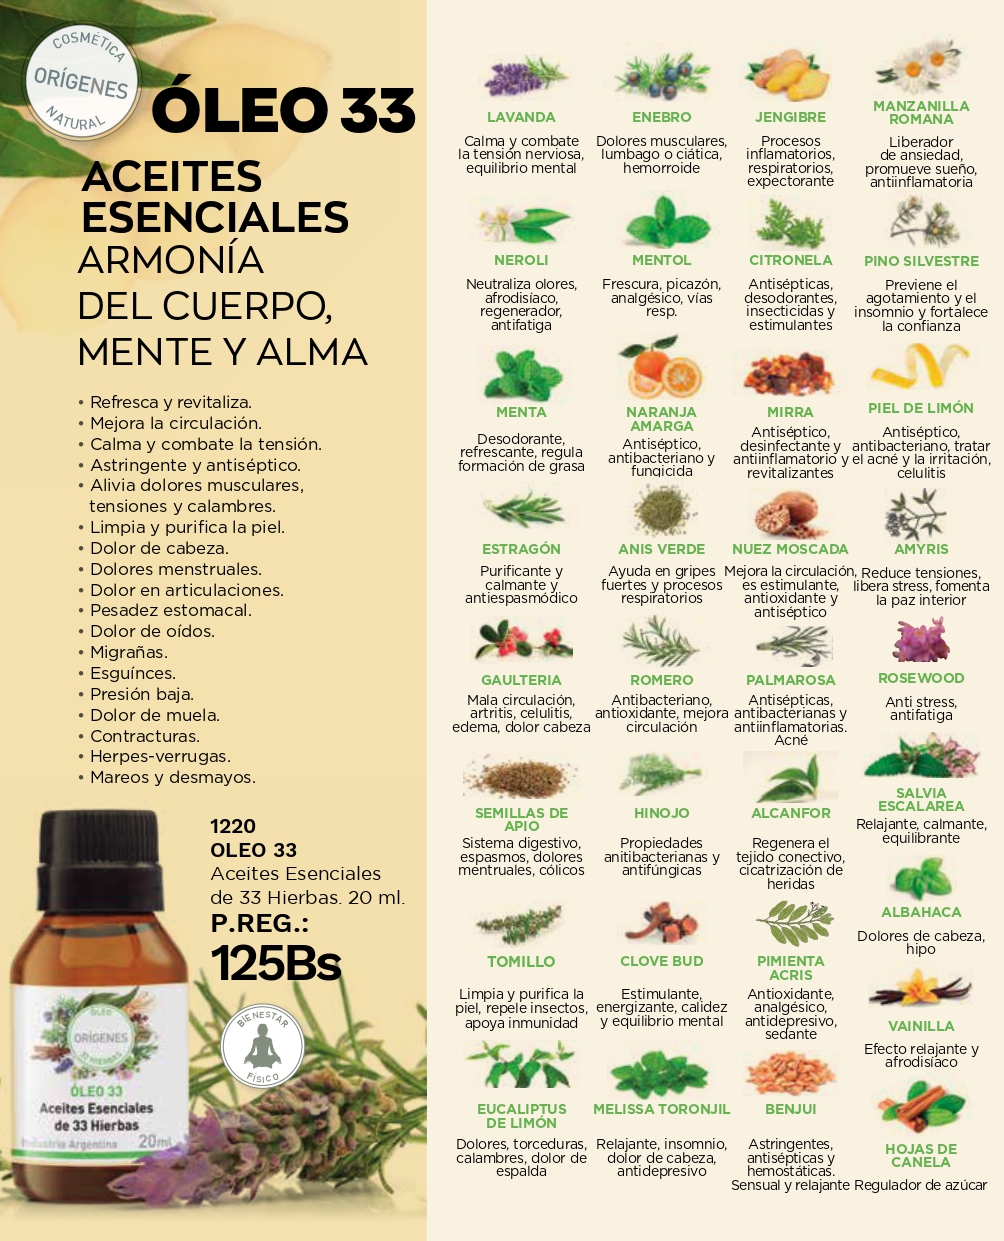 COSMÉTICA
ORÍGENES
NATURAL
ÓLEO 33
ACEITES
ESENCIALES
ARMONÍA
DEL CUERPO,
MENTE Y ALMA
• Refresca y revitaliza.
• Mejora la circulación.
• Calma y combate la tensión.
• Astringente y antiséptico.
• Alivia dolores musculares,
tensiones y calambres.
• Limpia y purifica la piel.
• Dolor de cabeza.
• Dolores menstruales.
• Dolor en articulaciones.
• Pesadez estomacal.
• Dolor de oídos.
• Migrañas.
• Esguínces.
• Presión baja.
• Dolor de muela.
• Contracturas.
• Herpes-verrugas.
• Mareos y desmayos.
1220
OLEO 33
Aceites Esenciales
de 33 Hierbas. 20 ml.
P.REG.:
125Bs
BIENESTAR
FÍSICO
ÓLEO
ORÍGENES
33 HIERBAS
ÓLEO 33
Aceites Esenciales
de 33 Hierbas
Industria Argentina 20ml
LAVANDA
Calma y combate
la tensión nerviosa,
equilibrio mental
ENEBRO
Dolores musculares,
lumbago o ciática,
hemorroide
JENGIBRE
Procesos
inflamatorios,
respiratorios,
expectorante
MANZANILLA
ROMANA
Liberador
de ansiedad,
promueve sueño,
antiinflamatoria
NEROLI
Neutraliza olores,
afrodisíaco,
regenerador,
antifatiga
MENTOL
Frescura, picazón,
analgésico, vías
resp.
CITRONELA
Antisépticas,
desodorantes,
insecticidas y
estimulantes
PINO SILVESTRE
Previene el
agotamiento y el
insomnio y fortalece
la confianza
MENTA
Desodorante,
refrescante, regula
formación de grasa
NARANJA
AMARGA
Antiséptico,
antibacteriano y
fungicida
MIRRA
Antiséptico,
desinfectante y
antiinflamatorio y
revitalizantes
PIEL DE LIMÓN
Antiséptico,
antibacteriano, tratar
el acné y la irritación,
celulitis
ESTRAGÓN
Purificante y
calmante y
antiespasmódico
ANIS VERDE
Ayuda en gripes
fuertes y procesos
respiratorios
NUEZ MOSCADA
Mejora la circulación,
es estimulante,
antioxidante y
antiséptico
AMYRIS
Reduce tensiones,
libera stress, fomenta
la paz interior
GAULTERIA
Mala circulación,
artritis, celulitis,
edema, dolor cabeza
ROMERO
Antibacteriano,
antioxidante, mejora
circulación
PALMAROSA
Antisépticas,
antibacterianas y
antiinflamatorias.
Acné
ROSEWOOD
Anti stress,
antifatiga
SEMILLAS DE
APIO
Sistema digestivo,
espasmos, dolores
mentruales, cólicos
HINOJO
Propiedades
anitibacterianas y
antifúngicas
ALCANFOR
Regenera el
tejido conectivo,
cicatrización de
heridas
SALVIA
ESCALAREA
Relajante, calmante,
equilibrante
TOMILLO
Limpia y purifica la
piel, repele insectos,
apoya inmunidad
CLOVE BUD
Estimulante,
energizante, calidez
y equilibrio mental
PIMIENTA
ACRIS
Antioxidante,
analgésico,
antidepresivo,
sedante
ALBAHACA
Dolores de cabeza,
hipo
VAINILLA
Efecto relajante y
afrodisíaco
EUCALIPTUS
DE LIMÓN
Dolores, torceduras,
calambres, dolor de
espalda
MELISSA TORONJIL
Relajante, insomnio,
dolor de cabeza,
antidepresivo
BENJUI
Astringentes,
antisépticas y
hemostáticas.
Sensual y relajante
HOJAS DE
CANELA
Regulador de azúcar